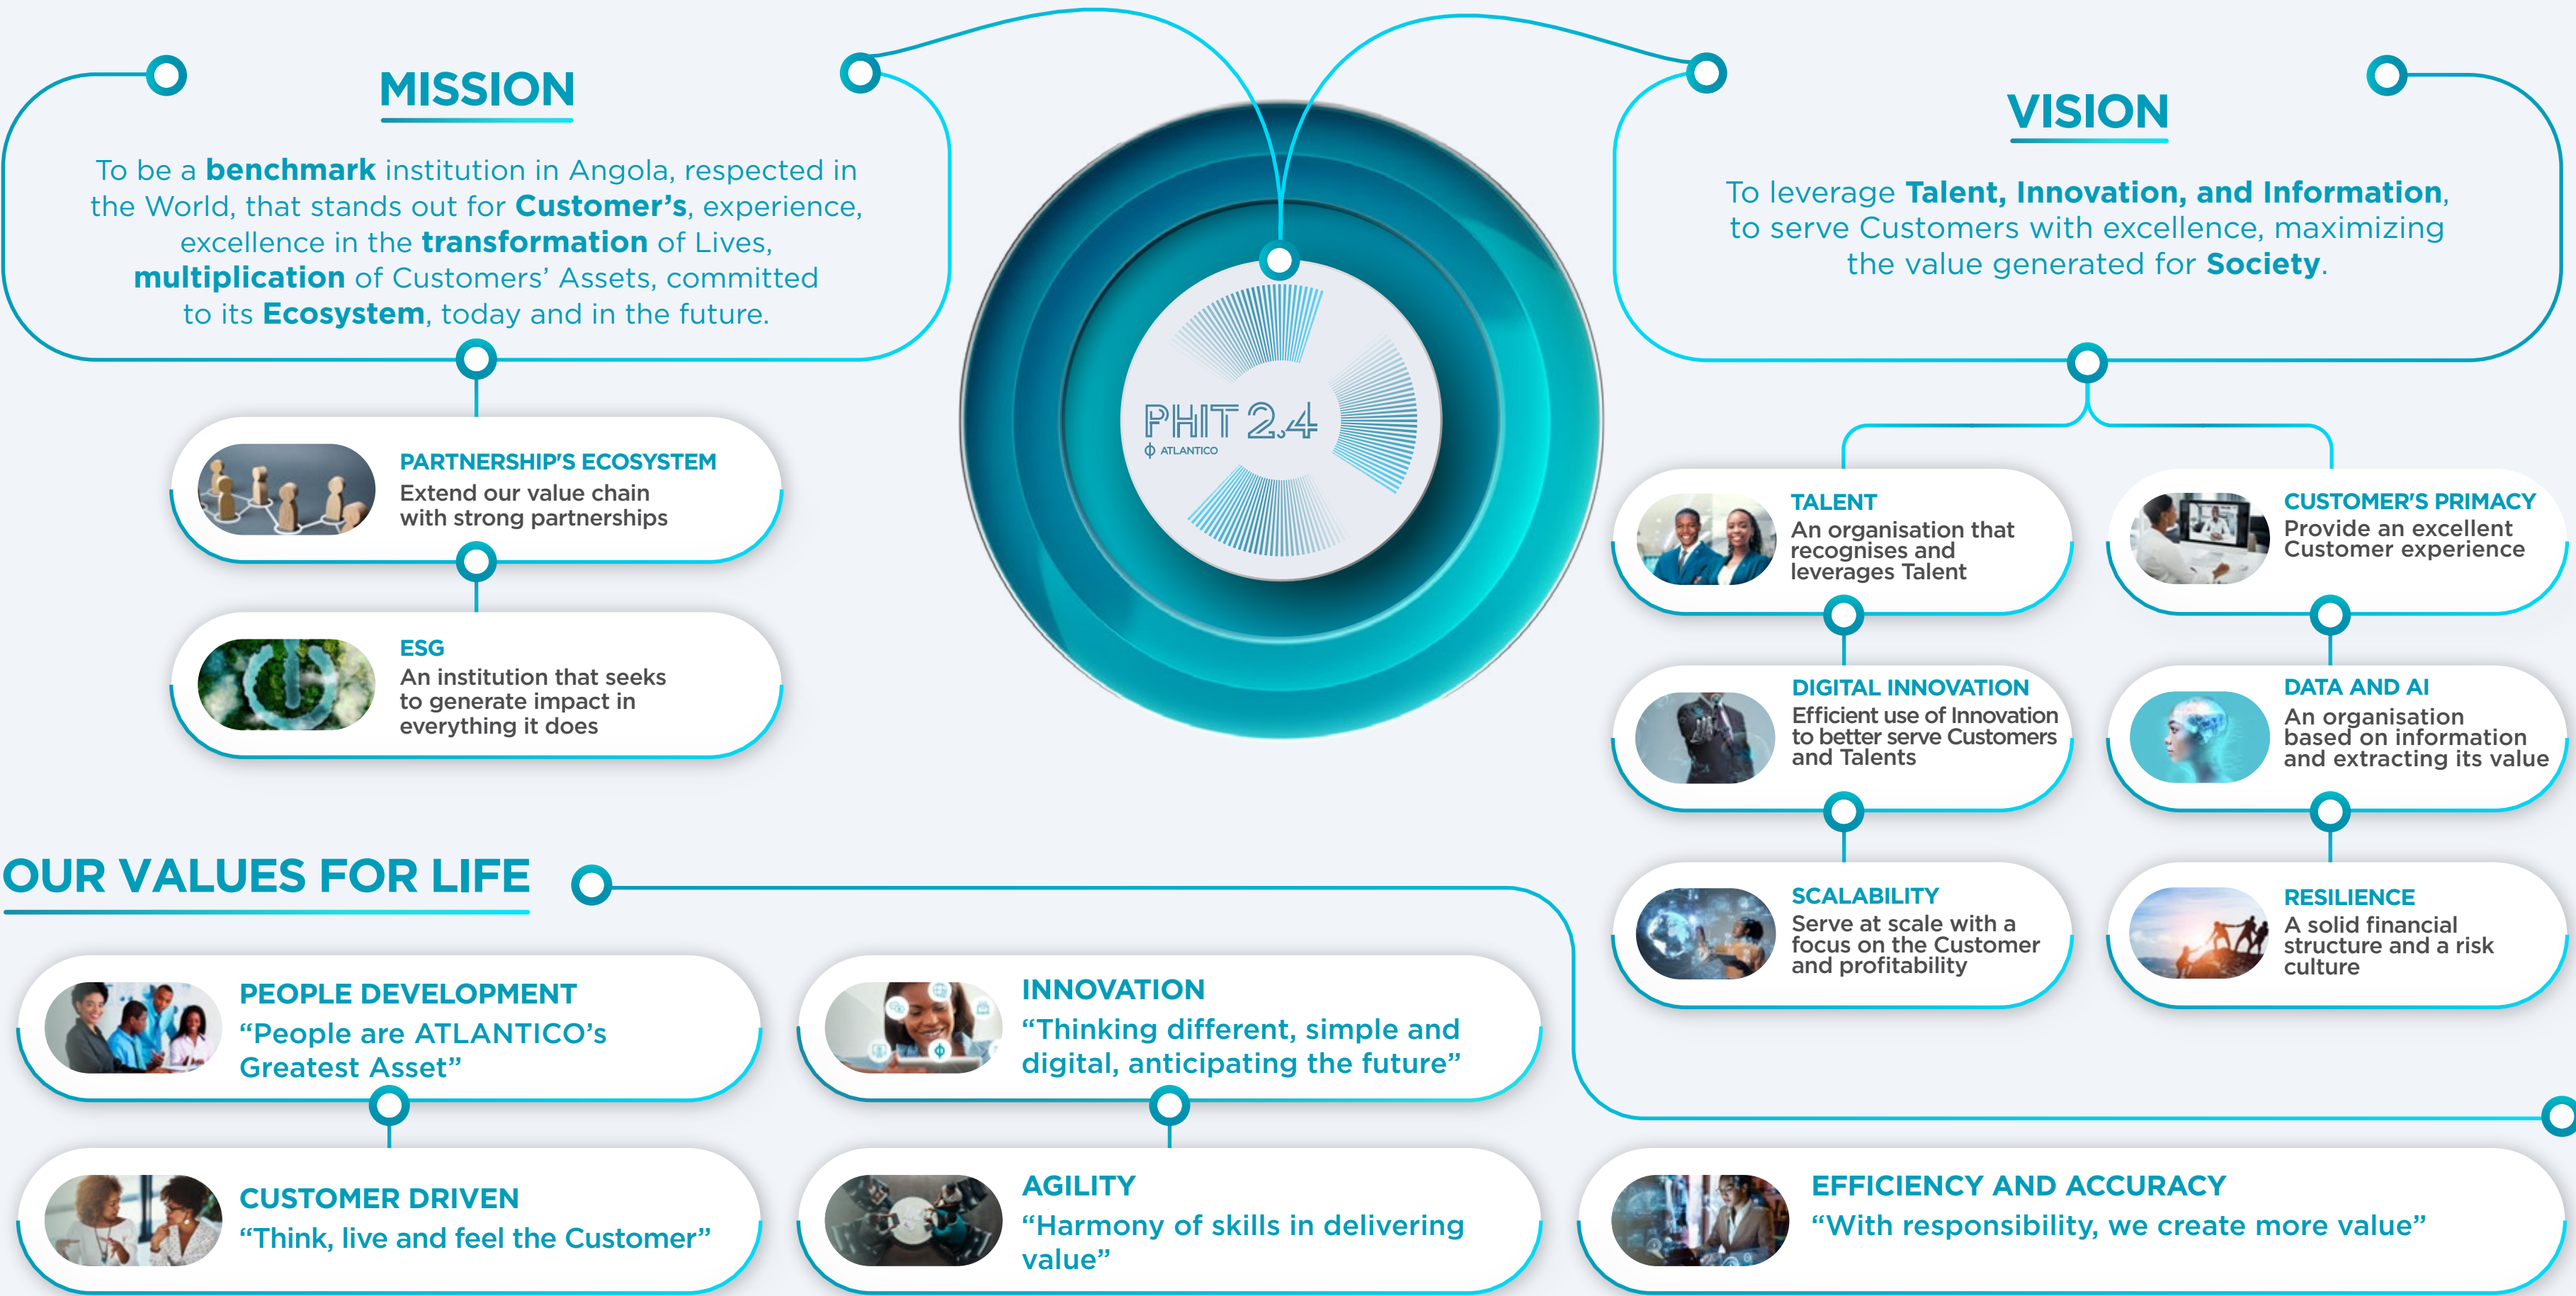 MISSION
To be a benchmark institution in Angola, respected in
the World, that stands out for Customer’s, experience,
excellence in the transformation of Lives,
multiplication of Customers’ Assets, committed
to its Ecosystem, today and in the future.
PARTNERSHIP'S ECOSYSTEM
Extend our value chain
with strong partnerships
ESG
An institution that seeks
to generate impact in
everything it does
PHIT 2.4
ATLANTICO
VISION
To leverage Talent, Innovation, and Information,
to serve Customers with excellence, maximizing
the value generated for Society.
TALENT
An organisation that
recognises and
leverages Talent
CUSTOMER'S PRIMACY
Provide an excellent
Customer experience
DIGITAL INNOVATION
Efficient use of Innovation
to better serve Customers
and Talents
DATA AND AI
An organisation
based on information
and extracting its value
SCALABILITY
Serve at scale with a
focus on the Customer
and profitability
RESILIENCE
A solid financial
structure and a risk
culture
OUR VALUES FOR LIFE
PEOPLE DEVELOPMENT
“People are ATLANTICO’s
Greatest Asset”
INNOVATION
“Thinking different, simple and
digital, anticipating the future”
CUSTOMER DRIVEN
“Think, live and feel the Customer”
AGILITY
“Harmony of skills in delivering
value”
EFFICIENCY AND ACCURACY
“With responsibility, we create more value”